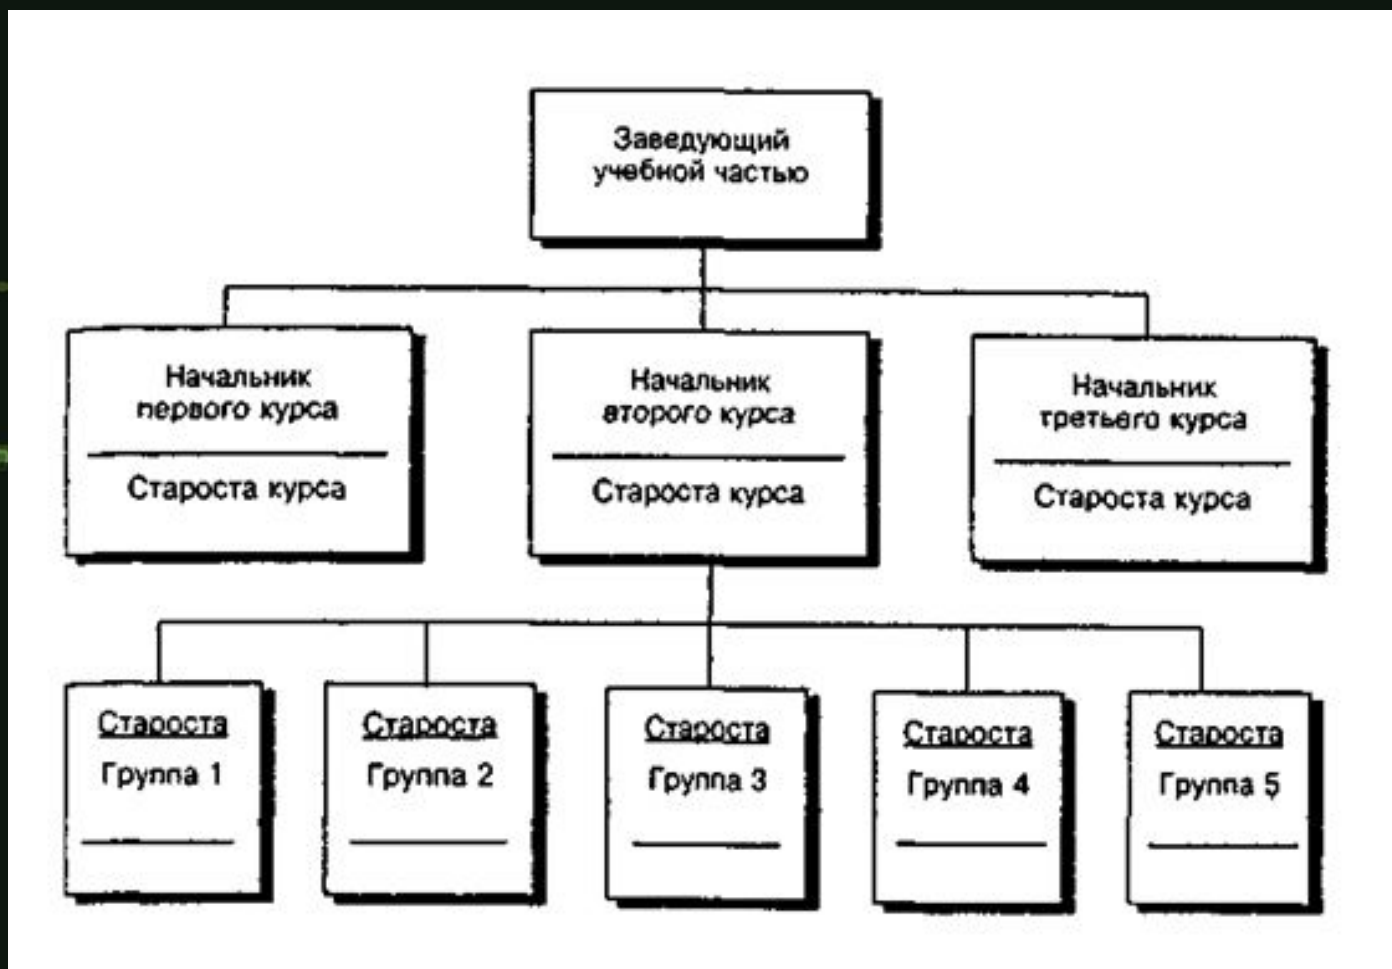 Заведующий
учебной частью
Начальник
первого курса
Староста курса
Начальник
второго курса
Староста курса
Начальник
третьего курса
Староста курса
Староста
Группа 1
Староста
Группа 2
Староста
Группа 3
Староста
Группа 4
Староста
Группа 5